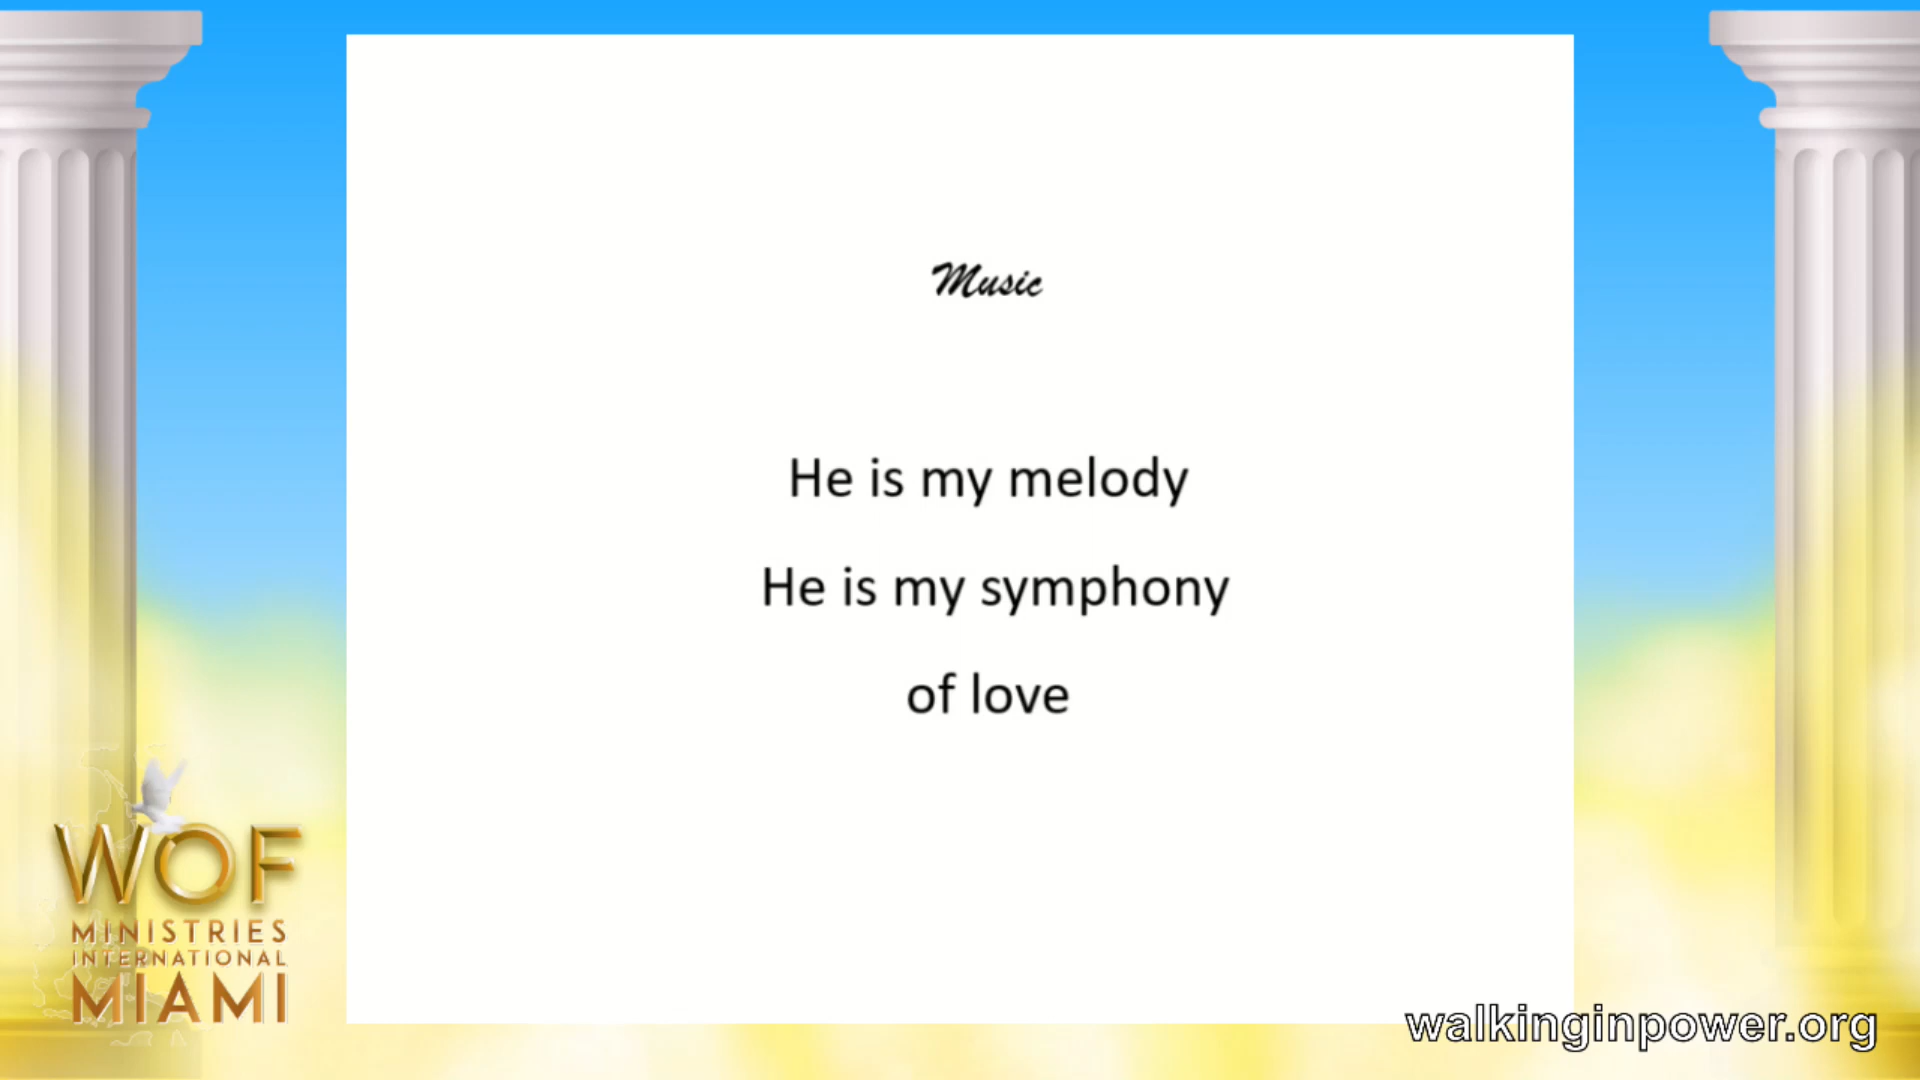 Music
He is my melody
He is my symphony
of love
WOF
MINISTRIES
INTERNATIONAL
MIAMI
walkinginpower.org